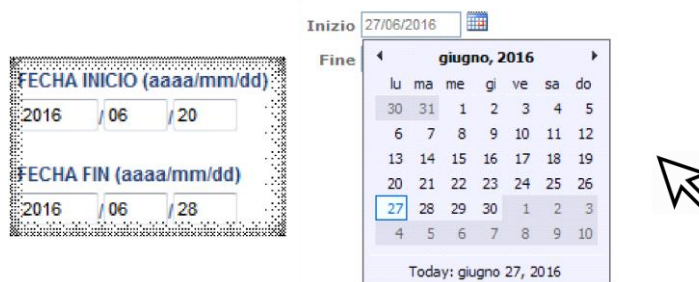 FECHA INICIO (aaaa/mm/dd)
2016 / 06 / 20
FECHA FIN (aaaa/mm/dd)
2016 / 06 / 28
Inizio 27/06/2016
Fine
giugno, 2016
lu ma me gi ve sa do
30 31 1 2 3 4 5
6 7 8 9 10 11 12
13 14 15 16 17 18 19
20 21 22 23 24 25 26
27 28 29 30 1 2 3
4 5 6 7 8 9 10
Today: giugno 27, 2016